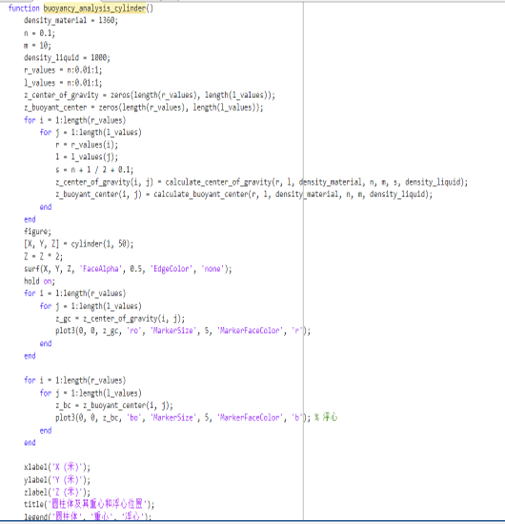 function buoyancy_analysis_cylinder()
density_material = 1360;
n = 0.1;
m = 10;
density_liquid = 1000;
r_values = n:0.01:1;
l_values = n:0.01:1;
z_center_of_gravity = zeros(length(r_values), length(l_values));
z_buoyant_center = zeros(length(r_values), length(l_values));
for i = 1:length(r_values)
for j = 1:length(l_values)
r = r_values(i);
l = l_values(j);
s = n + l / 2 + 0.1;
z_center_of_gravity(i, j) = calculate_center_of_gravity(r, l, density_material, n, m, s, density_liquid);
z_buoyant_center(i, j) = calculate_buoyant_center(r, l, density_material, n, m, density_liquid);
end
end
figure;
[X, Y, Z] = cylinder(1, 50);
Z = Z * 2;
surf(X, Y, Z, 'FaceAlpha', 0.5, 'EdgeColor', 'none');
hold on;
for i = 1:length(r_values)
for j = 1:length(l_values)
z_gc = z_center_of_gravity(i, j);
plot3(0, 0, z_gc, 'ro', 'MarkerSize', 5, 'MarkerFaceColor', 'r');
end
end
for i = 1:length(r_values)
for j = 1:length(l_values)
z_bc = z_buoyant_center(i, j);
plot3(0, 0, z_bc, 'bo', 'MarkerSize', 5, 'MarkerFaceColor', 'b'); % 浮心
end
end
xlabel('X (米)');
ylabel('Y (米)');
zlabel('Z (米)');
title('圆柱体及其重心和浮心位置');
legend('圆柱体', '重心', '浮心');